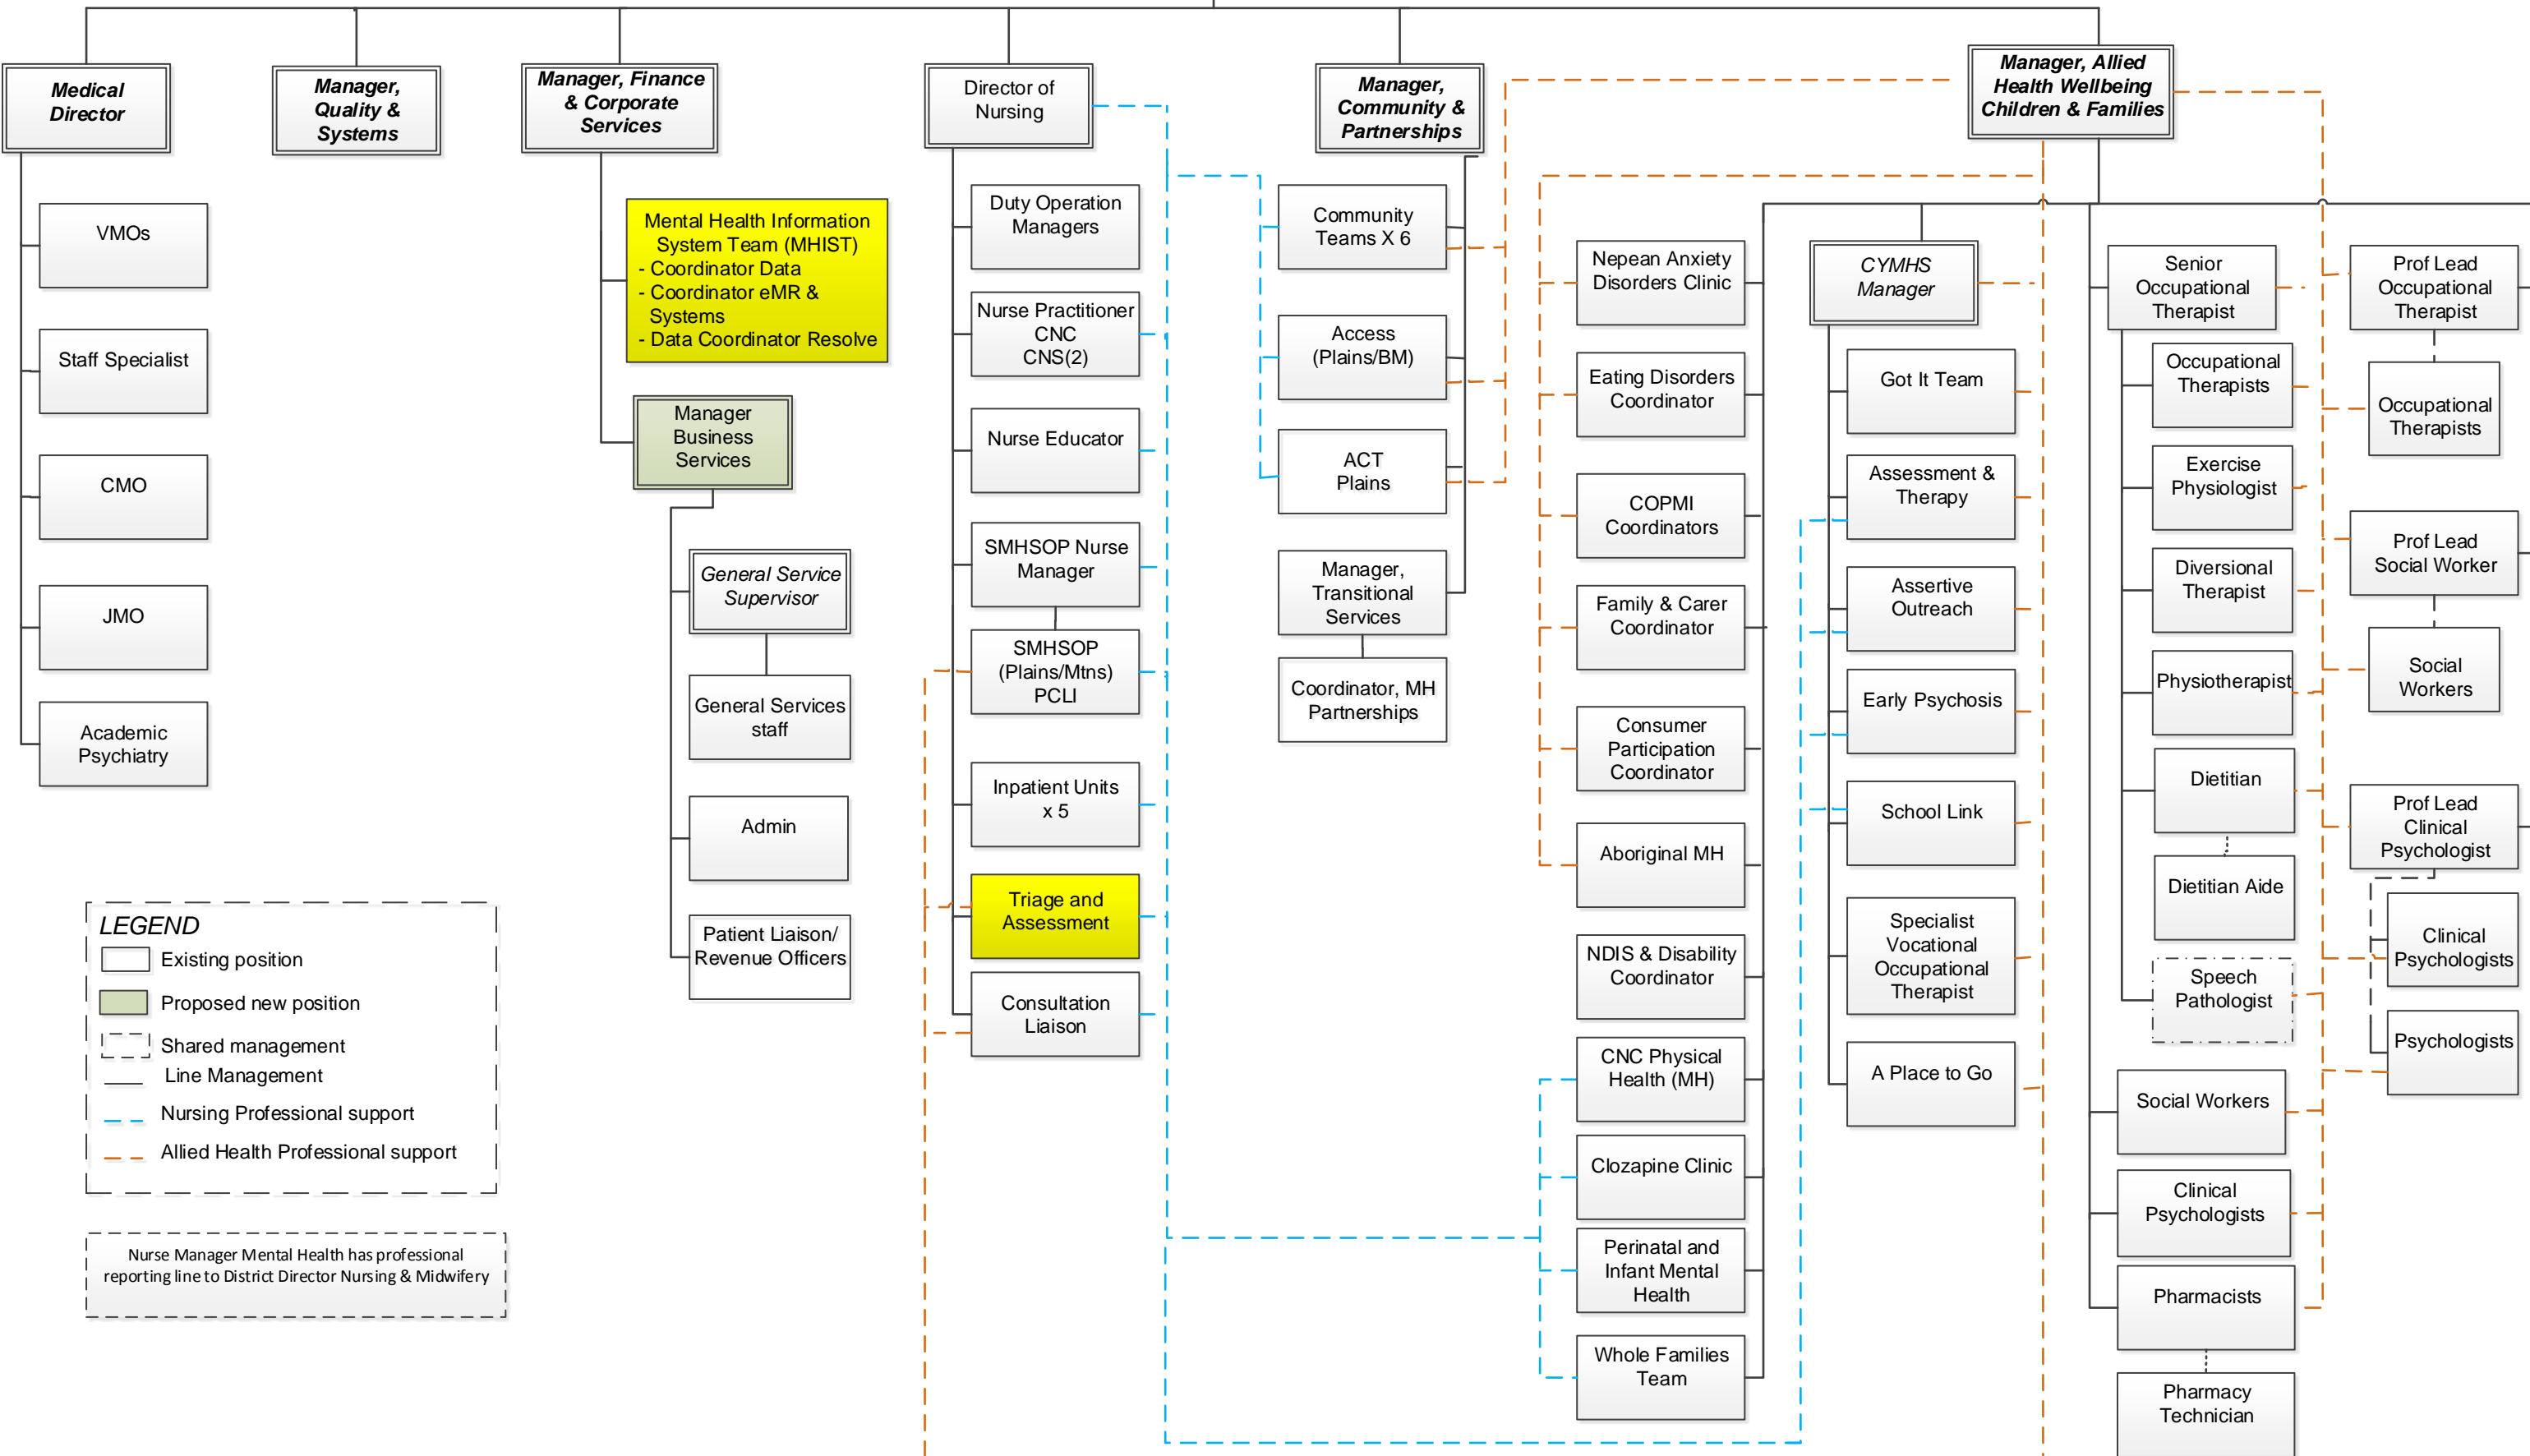 Medical
Director
Manager,
Quality &
Systems
Manager, Finance
& Corporate
Services
Director of
Nursing
Manager,
Community &
Partnerships
Manager, Allied
Health Wellbeing
Children & Families
VMOs
Staff Specialist
CMO
JMO
Academic
Psychiatry
Mental Health Information
System Team (MHIST)
- Coordinator Data
- Coordinator eMR &
Systems
- Data Coordinator Resolve
Manager
Business
Services
General Service
Supervisor
General Services
staff
Admin
Patient Liaison/
Revenue Officers
Duty Operation
Managers
Nurse Practitioner
CNC
CNS(2)
Nurse Educator
SMHSOP Nurse
Manager
SMHSOP
(Plains/Mtns)
PCLI
Inpatient Units
x 5
Triage and
Assessment
Consultation
Liaison
Community
Teams X 6
Access
(Plains/BM)
ACT
Plains
Manager,
Transitional
Services
Coordinator, MH
Partnerships
Nepean Anxiety
Disorders Clinic
Eating Disorders
Coordinator
COPMI
Coordinators
Family & Carer
Coordinator
Consumer
Participation
Coordinator
Aboriginal MH
NDIS & Disability
Coordinator
CNC Physical
Health (MH)
Clozapine Clinic
Perinatal and
Infant Mental
Health
Whole Families
Team
CYMHS
Manager
Got It Team
Assessment &
Therapy
Assertive
Outreach
Early Psychosis
School Link
Specialist
Vocational
Occupational
Therapist
A Place to Go
Senior
Occupational
Therapist
Occupational
Therapists
Exercise
Physiologist
Diversional
Therapist
Physiotherapist
Dietitian
Dietitian Aide
Speech
Pathologist
Social Workers
Clinical
Psychologists
Pharmacists
Pharmacy
Technician
Prof Lead
Occupational
Therapist
Occupational
Therapists
Prof Lead
Social Worker
Social
Workers
Prof Lead
Clinical
Psychologist
Clinical
Psychologists
Psychologists
LEGEND
Existing position
Proposed new position
Shared management
Line Management
Nursing Professional support
Allied Health Professional support
Nurse Manager Mental Health has professional
reporting line to District Director Nursing & Midwifery